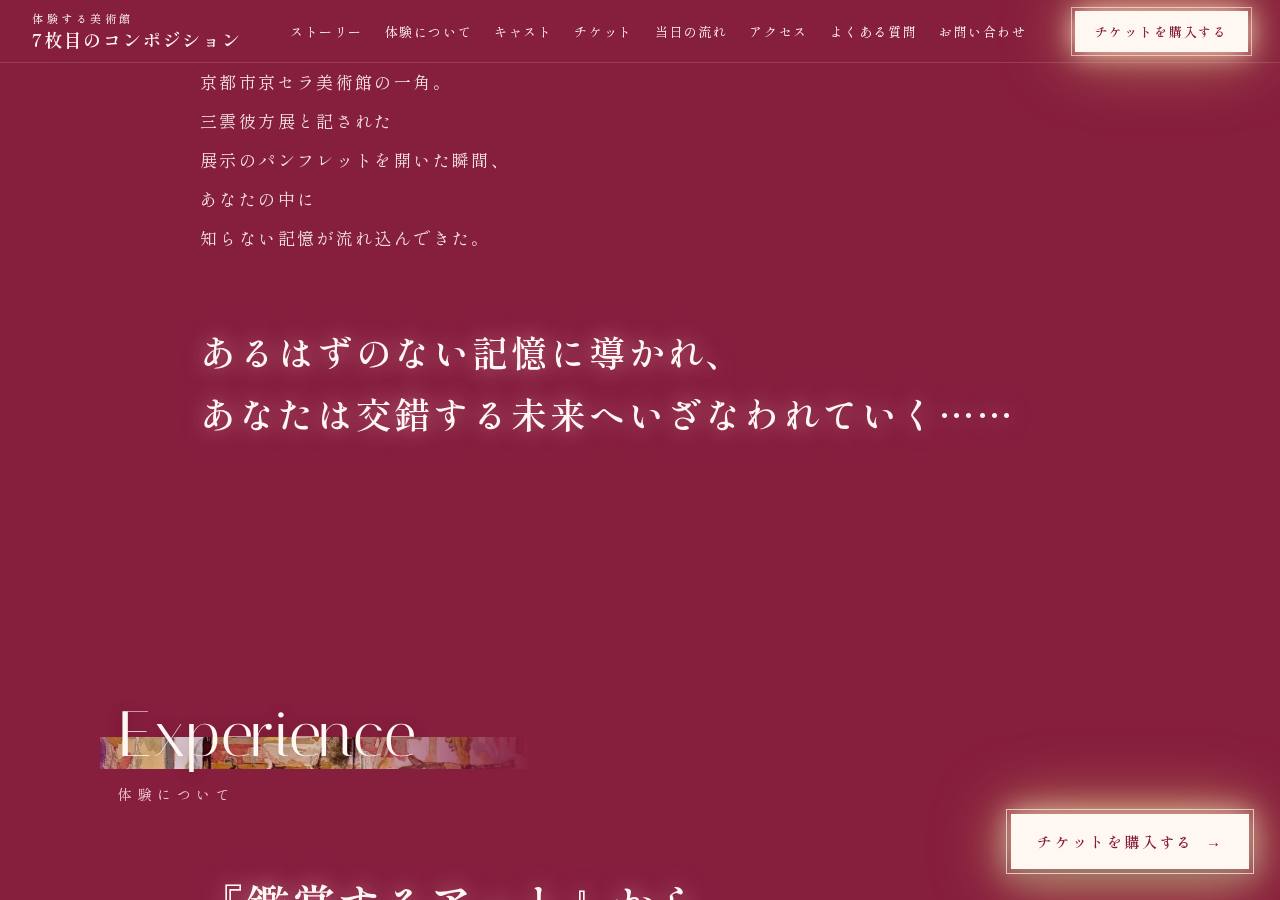 体験する美術館
7枚目のコンポジション
ストーリー 体験について キャスト チケット 当日の流れ アクセス よくある質問 お問い合わせ
チケットを購入する
京都市京セラ美術館の一角。
三雲彼方展と記された
展示のパンフレットを開いた瞬間、
あなたの中に
知らない記憶が流れ込んできた。
あるはずのない記憶に導かれ、
あなたは交錯する未来へいざなわれていく……
Experience
体験について
チケットを購入する →
『鑑賞するアート』から